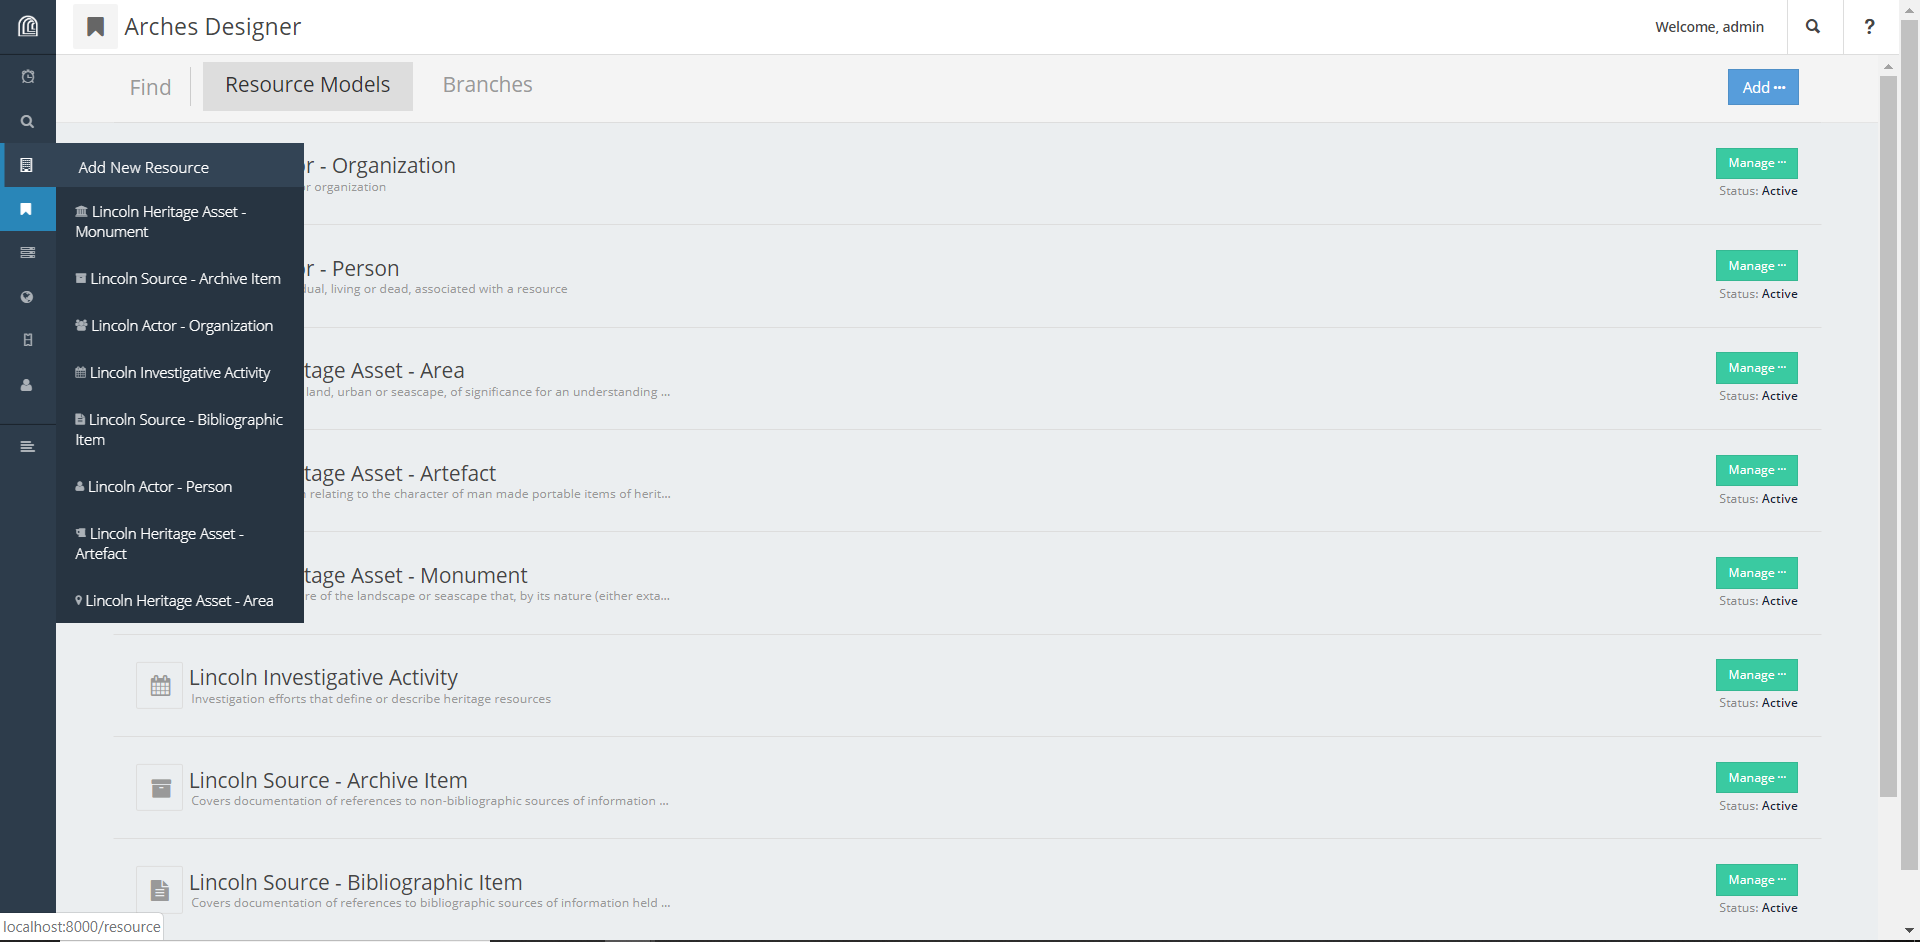 Arches Designer
Welcome, admin
?
Find
Resource Models
Branches
Add ···
Add New Resource
Lincoln Heritage Asset -
Monument
Lincoln Source - Archive Item
Lincoln Actor - Organization
Lincoln Investigative Activity
Lincoln Source - Bibliographic
Item
Lincoln Actor - Person
Lincoln Heritage Asset -
Artefact
Lincoln Heritage Asset - Area
r - Organization
or organization
Manage ···
Status: Active
r - Person
dual, living or dead, associated with a resource
Manage ···
Status: Active
tage Asset - Area
land, urban or seascape, of significance for an understanding ...
Manage ···
Status: Active
tage Asset - Artefact
relating to the character of man made portable items of herit...
Manage ···
Status: Active
tage Asset - Monument
re of the landscape or seascape that, by its nature (either exta...
Manage ···
Status: Active
Lincoln Investigative Activity
Investigation efforts that define or describe heritage resources
Manage ···
Status: Active
Lincoln Source - Archive Item
Covers documentation of references to non-bibliographic sources of information ...
Manage ···
Status: Active
Lincoln Source - Bibliographic Item
Covers documentation of references to bibliographic sources of information held ...
Manage ···
Status: Active
localhost:8000/resource